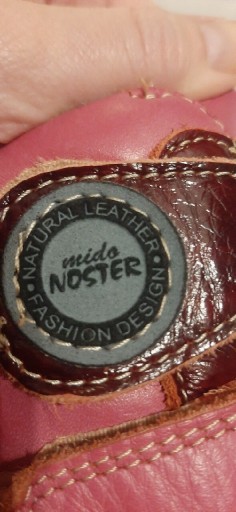 NATURAL LEATHER
mido
NOSTER
FASHION DESIGN